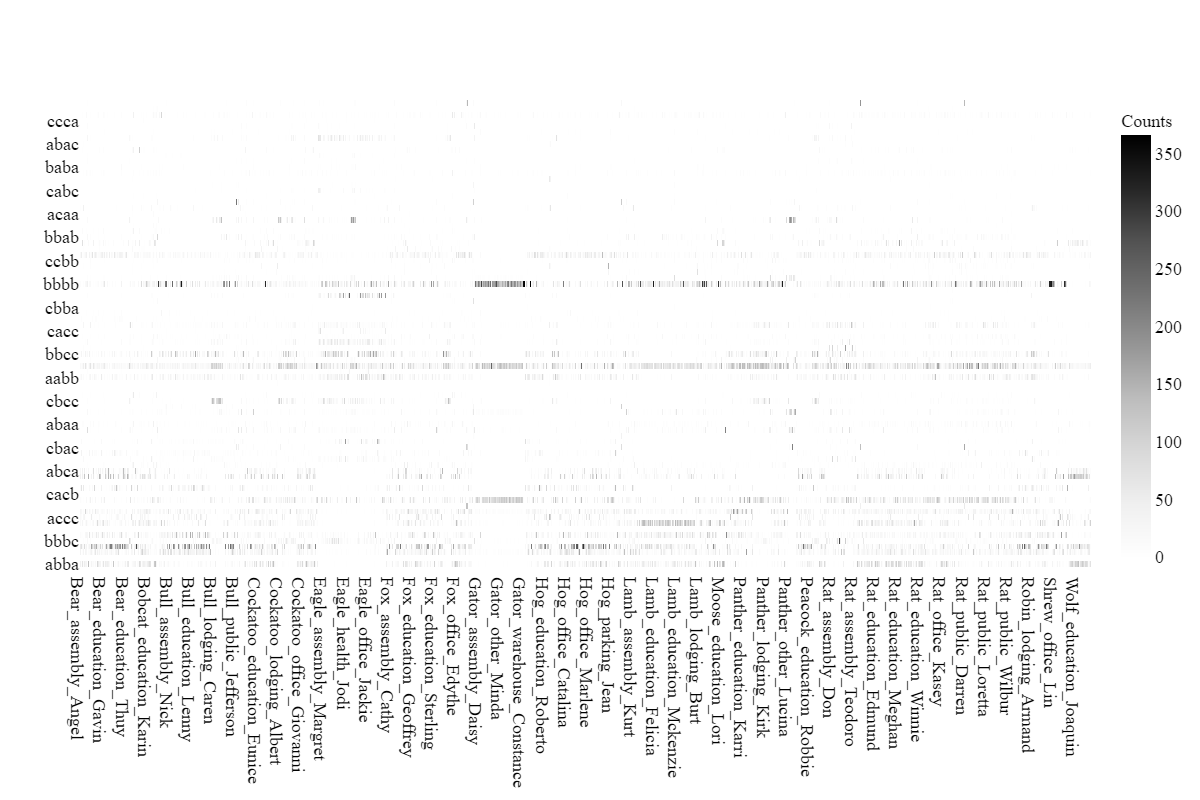 Counts
350
300
250
200
150
100
50
0
ccca
abac
baba
cabc
acaa
bbab
ccbb
bbbb
cbba
cacc
bbcc
aabb
cbcc
abaa
cbac
abca
cacb
accc
bbbc
abba
Bear_assembly_Angel
Bear_education_Gavin
Bear_education_Thuy
Bobcat_education_Karin
Bull_assembly_Nick
Bull_education_Lenny
Bull_lodging_Caren
Bull_public_Jefferson
Cockatoo_education_Eunice
Cockatoo_lodging_Albert
Cockatoo_office_Giovanni
Eagle_assembly_Margret
Eagle_health_Jodi
Eagle_office_Jackie
Fox_assembly_Cathy
Fox_education_Geoffrey
Fox_education_Sterling
Fox_office_Edythe
Gator_assembly_Daisy
Gator_other_Minda
Gator_warehouse_Constance
Hog_education_Roberto
Hog_office_Catalina
Hog_office_Marlene
Hog_parking_Jean
Lamb_assembly_Kurt
Lamb_education_Felicia
Lamb_education_Mckenzie
Lamb_lodging_Burt
Moose_education_Lori
Panther_education_Karri
Panther_lodging_Kirk
Panther_other_Lucina
Peacock_education_Robbie
Rat_assembly_Don
Rat_assembly_Teodoro
Rat_education_Edmund
Rat_education_Meghan
Rat_education_Winnie
Rat_office_Kasey
Rat_public_Darren
Rat_public_Loretta
Rat_public_Wilbur
Robin_lodging_Armand
Shrew_office_Lin
Wolf_education_Joaquin